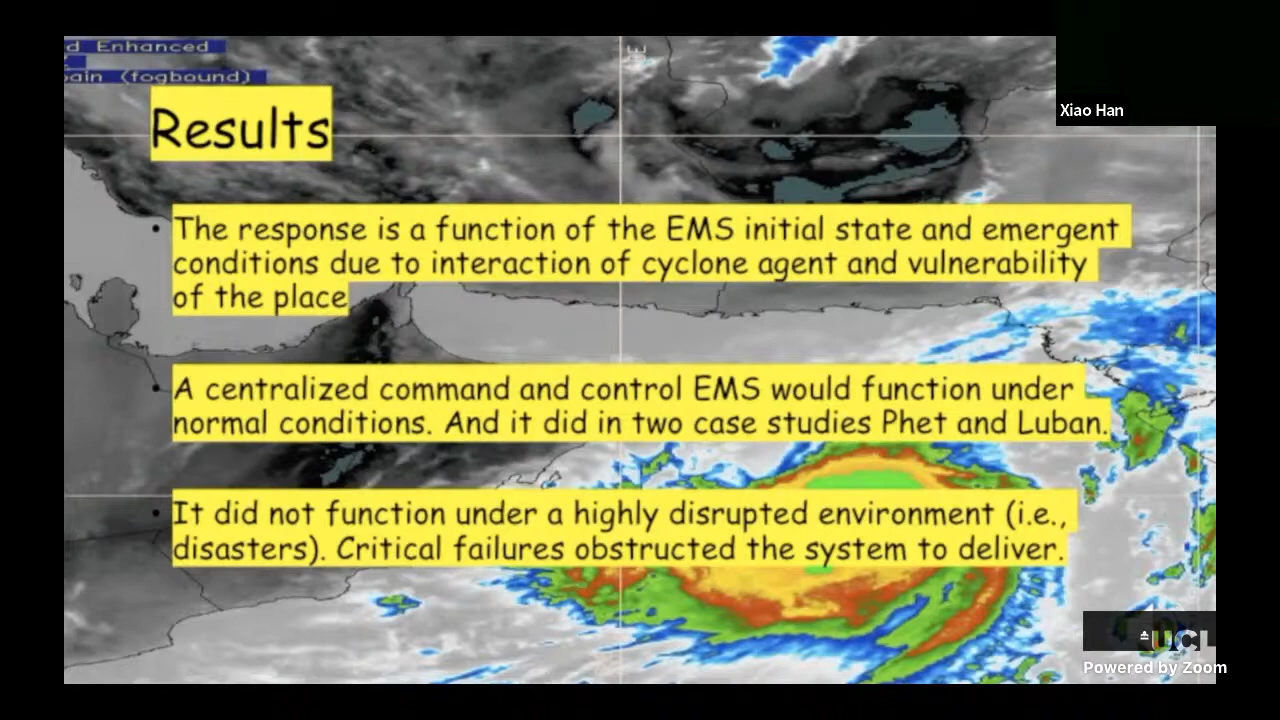 d Enhanced
ain (fogbound)
Xiao Han
Results
• The response is a function of the EMS initial state and emergent
conditions due to interaction of cyclone agent and vulnerability
of the place
• A centralized command and control EMS would function under
normal conditions. And it did in two case studies Phet and Luban.
• It did not function under a highly disrupted environment (i.e.,
disasters). Critical failures obstructed the system to deliver.
UCL
Powered by Zoom